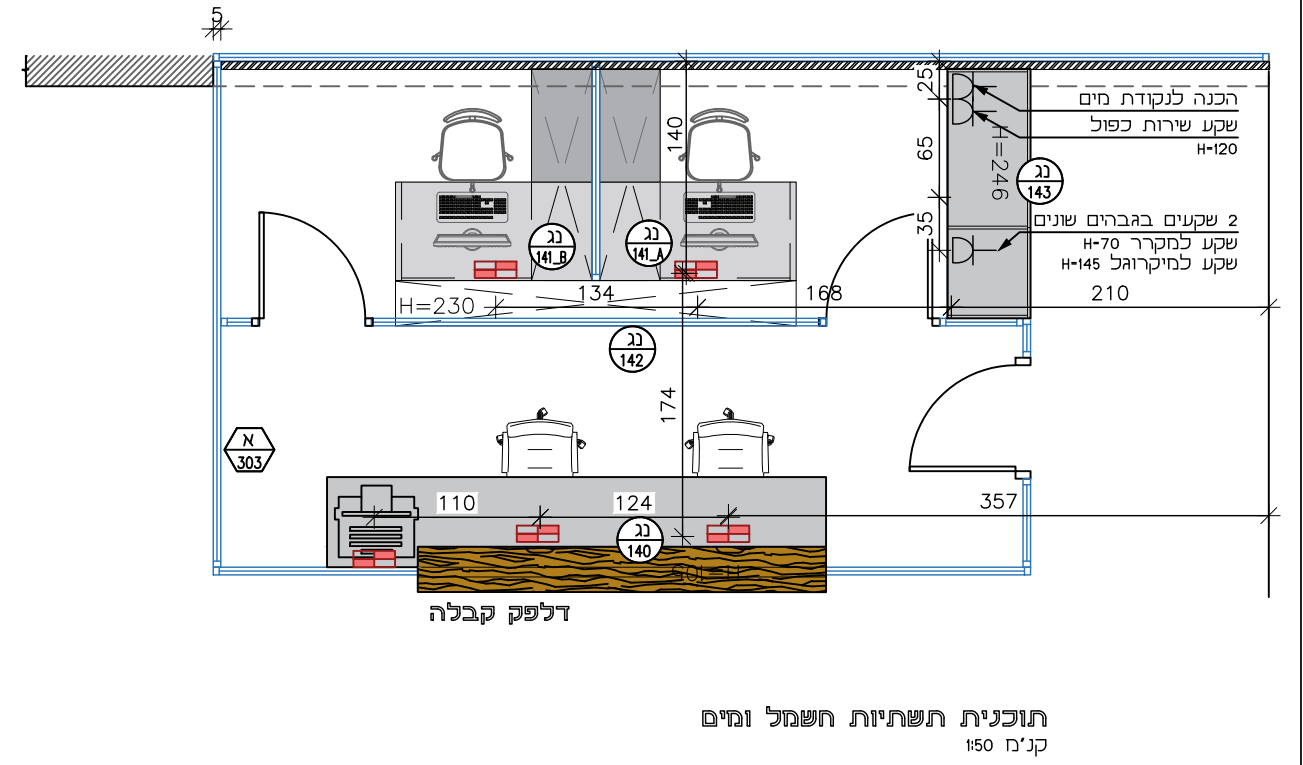 5
25
הכנה לנקודת מים
שקע שירות כפול
H=120
140
65
H=246
נג
143
35
2 שקעים בגבהים שונים
שקע למקרר H=70
שקע למיקרוגל H=145
נג
141_B
נג
141_A
H=230
134
168
210
נג
142
174
א
303
110
124
357
נג
140
H=105
דלפק קבלה
תוכנית תשתיות חשמל ומים
קנ'מ 1:50